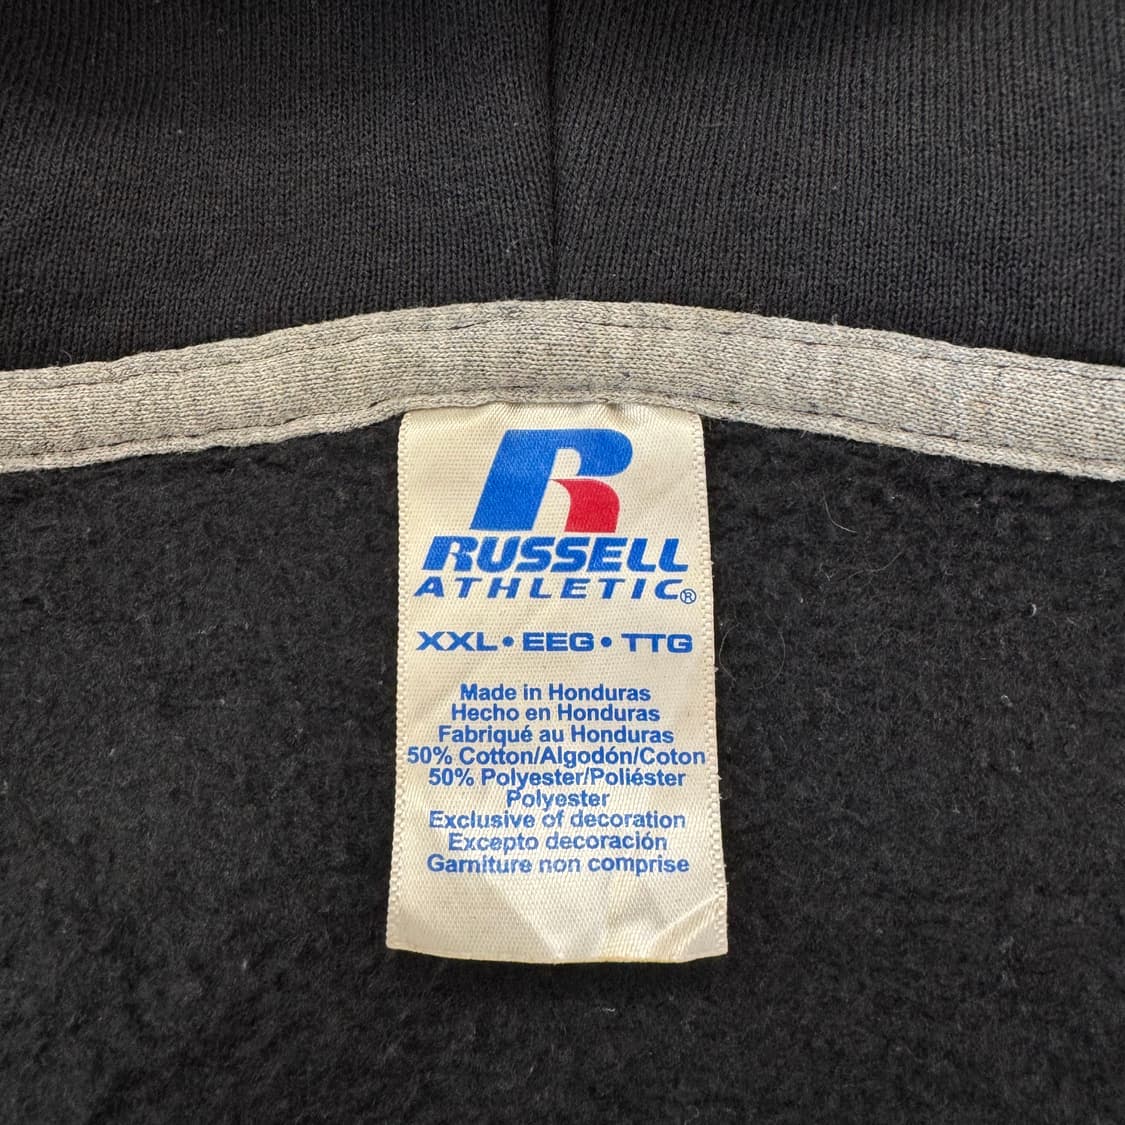 R
RUSSELL
ATHLETIC®
XXL • EEG • TTG
Made in Honduras
Hecho en Honduras
Fabriqué au Honduras
50% Cotton/Algodón/Coton
50% Polyester/Poliéster
Polyester
Exclusive of decoration
Excepto decoración
Garniture non comprise